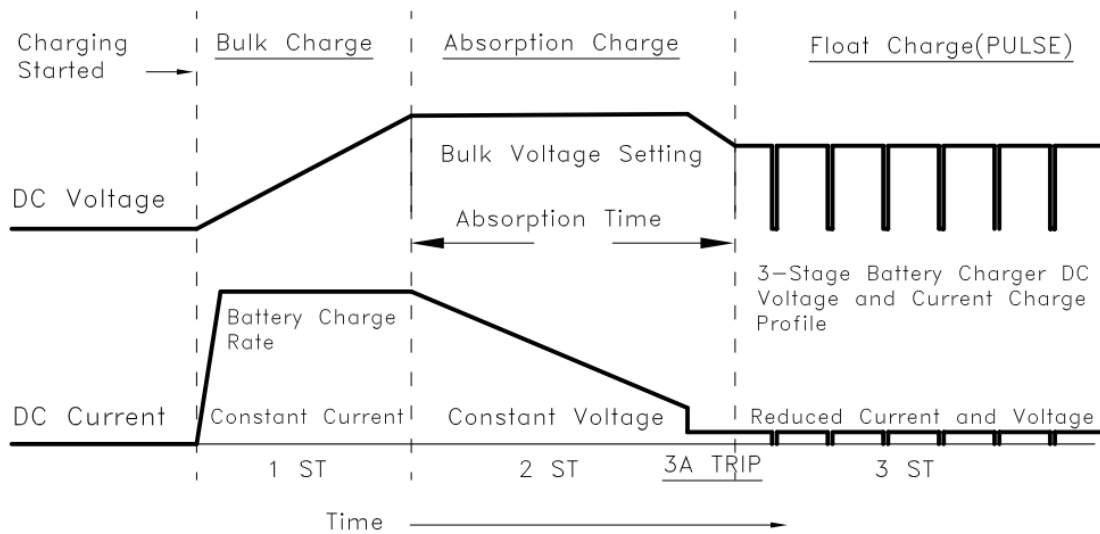 Charging
Started
Bulk Charge
Absorption Charge
Float Charge(PULSE)
DC Voltage
Bulk Voltage Setting
Absorption Time
3-Stage Battery Charger DC
Voltage and Current Charge
Profile
Battery Charge
Rate
DC Current
Constant Current
Constant Voltage
Reduced Current and Voltage
1 ST
2 ST
3A TRIP
3 ST
Time